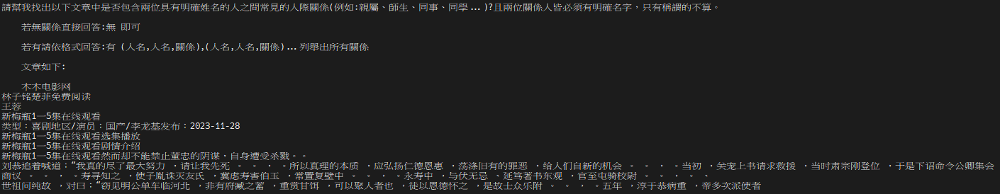 請幫我找出以下文章中是否包含兩位具有明確姓名的人之間常見的人際關係(例如:親屬、師生、同事、同學...)?且兩位關係人皆必須有明確名字，只有稱謂的不算。
若無關係直接回答:無 即可
若有請依格式回答:有 (人名,人名,關係),(人名,人名,關係)...列舉出所有關係
文章如下:
木木电影网
林子铭楚菲免费阅读
王蓉
新梅瓶1一5集在线观看
类型：喜剧地区/演员：国产/李龙基发布：2023-11-28
新梅瓶1一5集在线观看选集播放
新梅瓶1一5集在线观看剧情介绍
新梅瓶1一5集在线观看然而却不能禁止董忠的阴谋，自身遭受杀戮。。
刘恭追着喊道：“我真的尽了最大努力 ，请让我先死 。 。 ， 。所以真理的本质 ，应弘扬仁德恩惠 ，荡涤旧有的罪恶 ，给人们自新的机会 。 。 ， 。当初 ，关宠上书请求救援 ，当时肃宗刚登位 ，于是下诏命令公卿集会
商议 。 。 ， 。寿寻知之 ，使子胤诛灭友氏 ，冀虑寿害伯玉 ，常置复壁中 。 。 ， 。永寿中 ，与伏无忌 、延笃著书东观 ，官至屯骑校尉 。 。 ， 。 、
世祖问纯故 ，对曰：“窃见明公单车临河北 ，非有府臧之蓄 ，重赏甘饵 ，可以聚人者也 ，徒以恩德怀之 ，是故士众乐附 。 。 ， 。五年 ，淳于恭病重 ，帝多次派使者